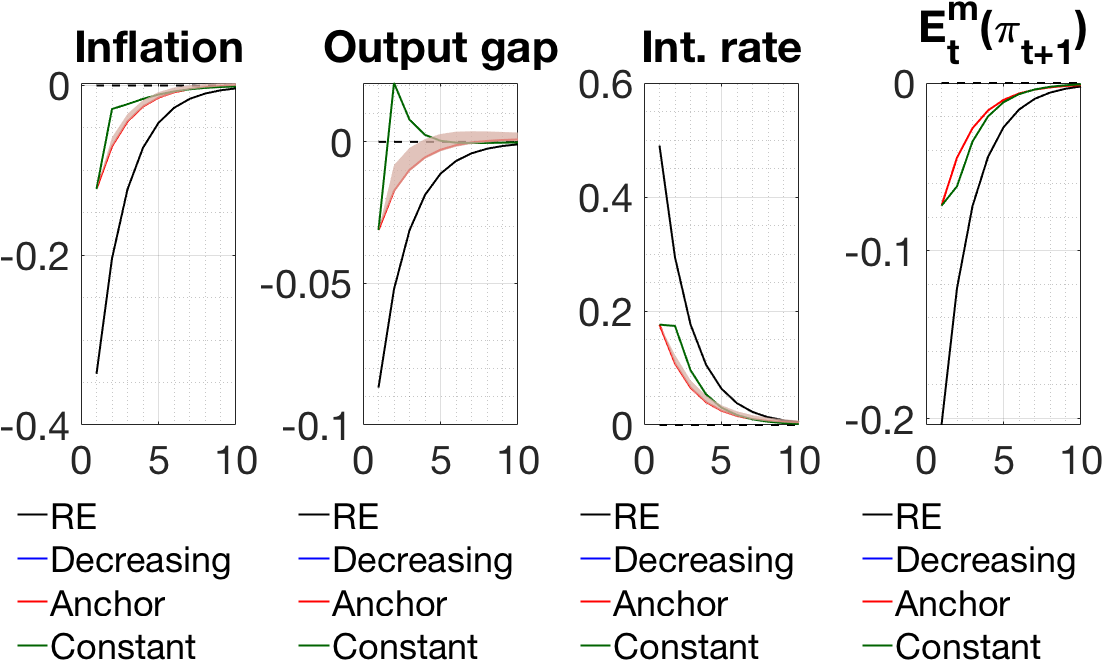 Inflation
Output gap
Int. rate
E_t^m(π_{t+1})
0
-0.2
-0.4
0
5
10
0
-0.05
-0.1
0
5
10
0.6
0.4
0.2
0
0
5
10
0
-0.1
-0.2
0
5
10
RE
Decreasing
Anchor
Constant
RE
Decreasing
Anchor
Constant
RE
Decreasing
Anchor
Constant
RE
Decreasing
Anchor
Constant